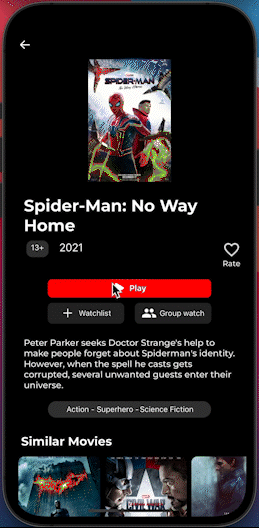 SPIDER-MAN
No Way Home
Spider-Man: No Way
Home
13+ 2021
Rate
Play
Watchlist Group watch
Peter Parker seeks Doctor Strange's help to
make people forget about Spiderman's identity.
However, when the spell he casts gets
corrupted, several unwanted guests enter their
universe.
Action - Superhero - Science Fiction
Similar Movies
CIVIL WAR